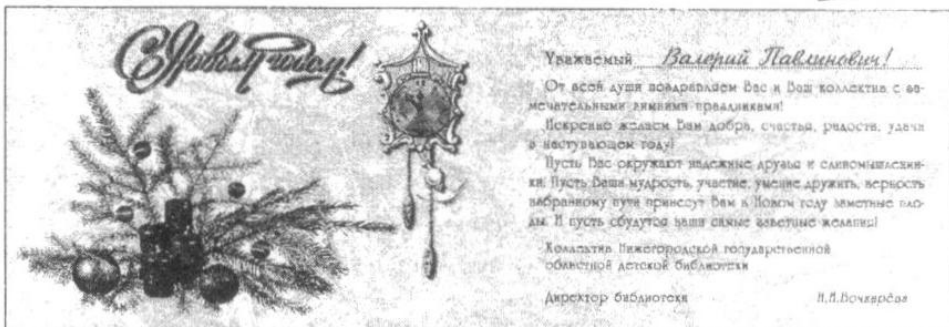 С Новым годом!
Уважаемый Валерий Павлинович!
От всей души поздравляем Вас и Ваш коллектив с за-
мечательными зимними праздниками!
Искренно желаем Вам добра, счастья, радости, удачи
в наступающем году!
Пусть Вас окружают надежные друзья и единомышленни-
ки. Пусть Ваши мудрость, участие, умение дружить, верность
избранному пути принесут Вам в Новом году заметные пло-
ды. И пусть сбудутся ваши самые заветные желания!
Коллектив Нижегородской государственной
областной детской библиотеки
Директор библиотеки Н.И.Бочкарёва